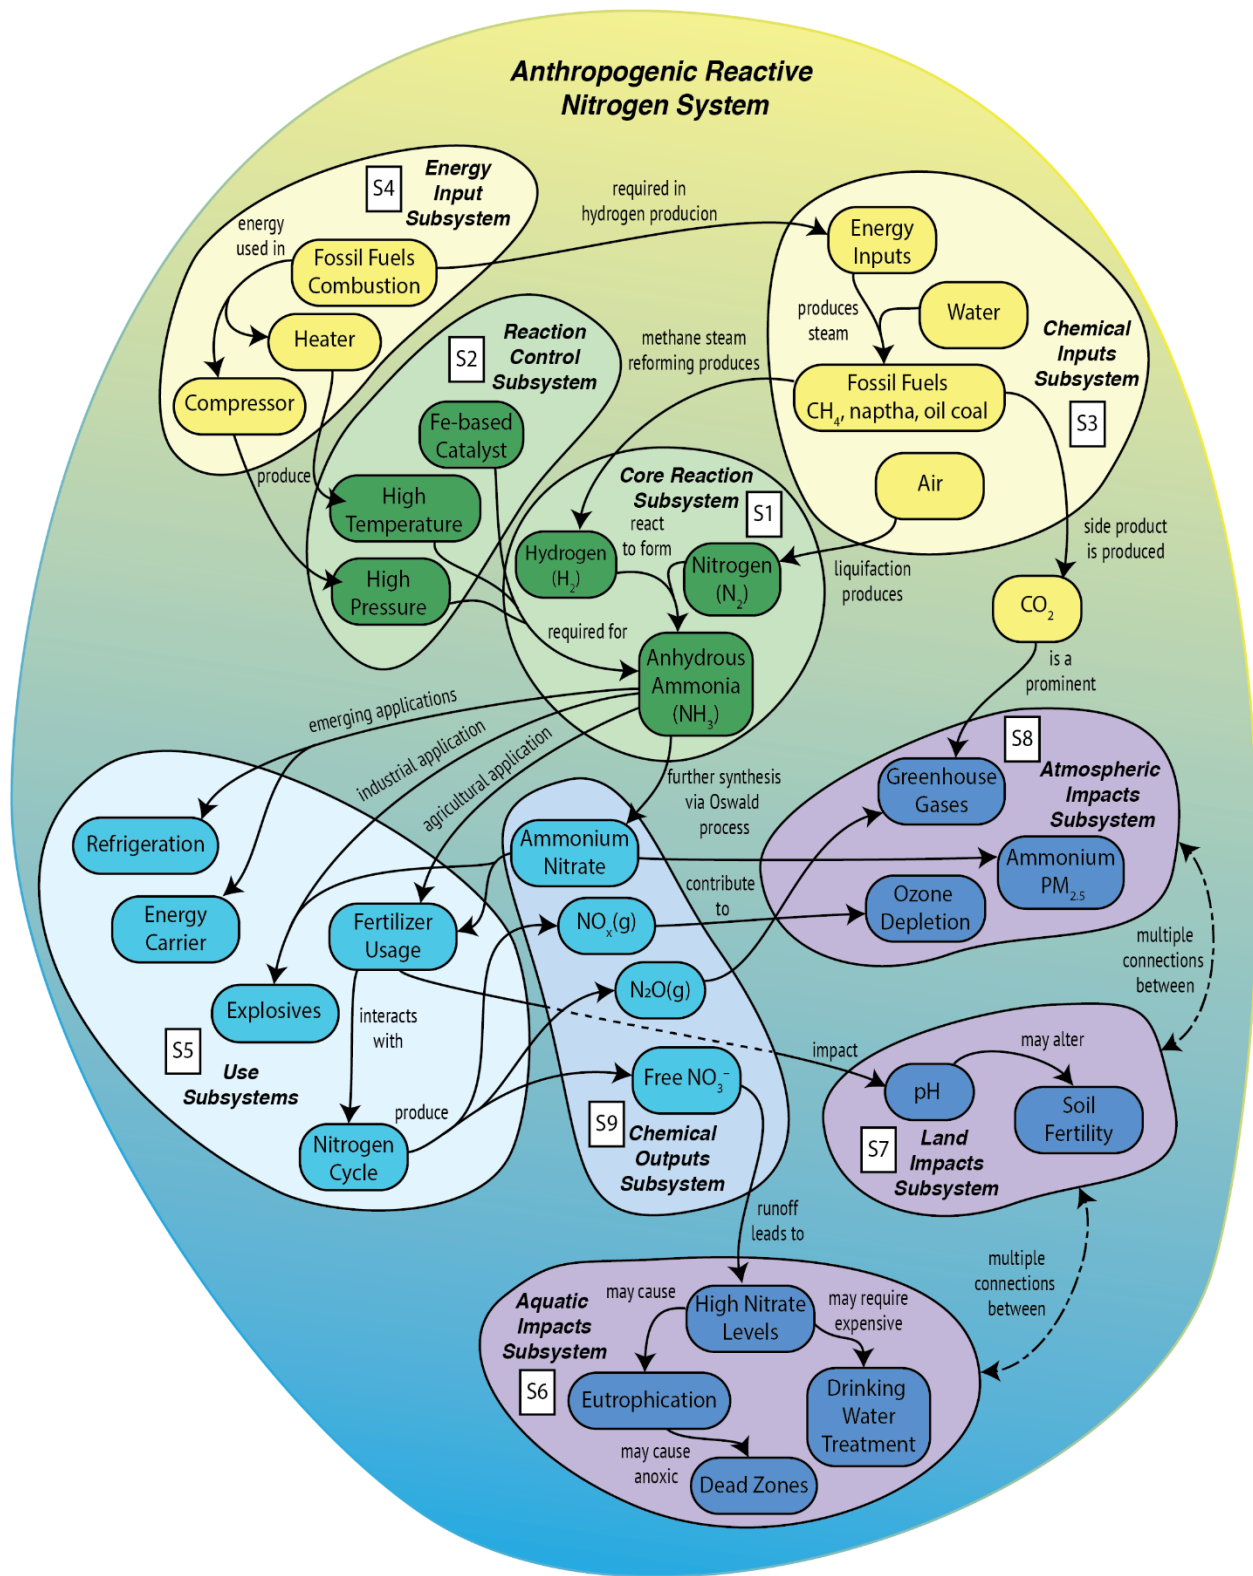 Anthropogenic Reactive
Nitrogen System
S4
Energy
Input
Subsystem
energy
used in
Fossil Fuels
Combustion
Heater
Compressor
produce
required in
hydrogen producion
Energy
Inputs
produces
steam
Water
Chemical
Inputs
Subsystem
S3
Fossil Fuels
CH₄, naptha, oil coal
Air
methane steam
reforming produces
S2
Reaction
Control
Subsystem
Fe-based
Catalyst
High
Temperature
High
Pressure
Core Reaction
Subsystem
S1
react
to form
Hydrogen
(H₂)
Nitrogen
(N₂)
liquifaction
produces
side product
is produced
CO₂
is a
prominent
required for
Anhydrous
Ammonia
(NH₃)
emerging applications
industrial application
agricultural application
further synthesis
via Oswald
process
S8
Greenhouse
Gases
Atmospheric
Impacts
Subsystem
Ammonium
PM₂.₅
Ozone
Depletion
Refrigeration
Energy
Carrier
Explosives
Fertilizer
Usage
S5
Use
Subsystems
interacts
with
Nitrogen
Cycle
produce
Ammonium
Nitrate
contribute
to
NOₓ(g)
N₂O(g)
Free NO₃⁻
S9
Chemical
Outputs
Subsystem
multiple
connections
between
impact
pH
may alter
Soil
Fertility
S7
Land
Impacts
Subsystem
runoff
leads to
multiple
connections
between
Aquatic
Impacts
Subsystem
S6
may cause
High Nitrate
Levels
may require
expensive
Eutrophication
Drinking
Water
Treatment
may cause
anoxic
Dead Zones